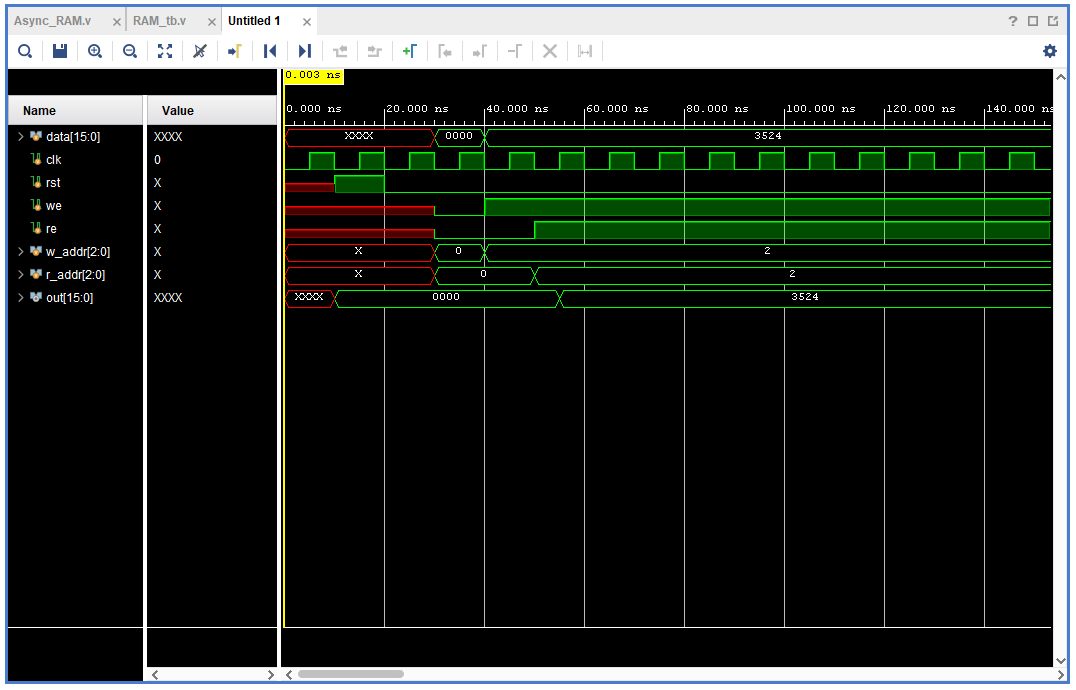 Async_RAM.v RAM_tb.v Untitled 1
0.003 ns
Name Value
0.000 ns 20.000 ns 40.000 ns 60.000 ns 80.000 ns 100.000 ns 120.000 ns 140.000 ns
data[15:0] XXXX XXXX 0000 3524
clk 0
rst X
we X
re X
w_addr[2:0] X X 0 2
r_addr[2:0] X X 0 2
out[15:0] XXXX XXXX 0000 3524